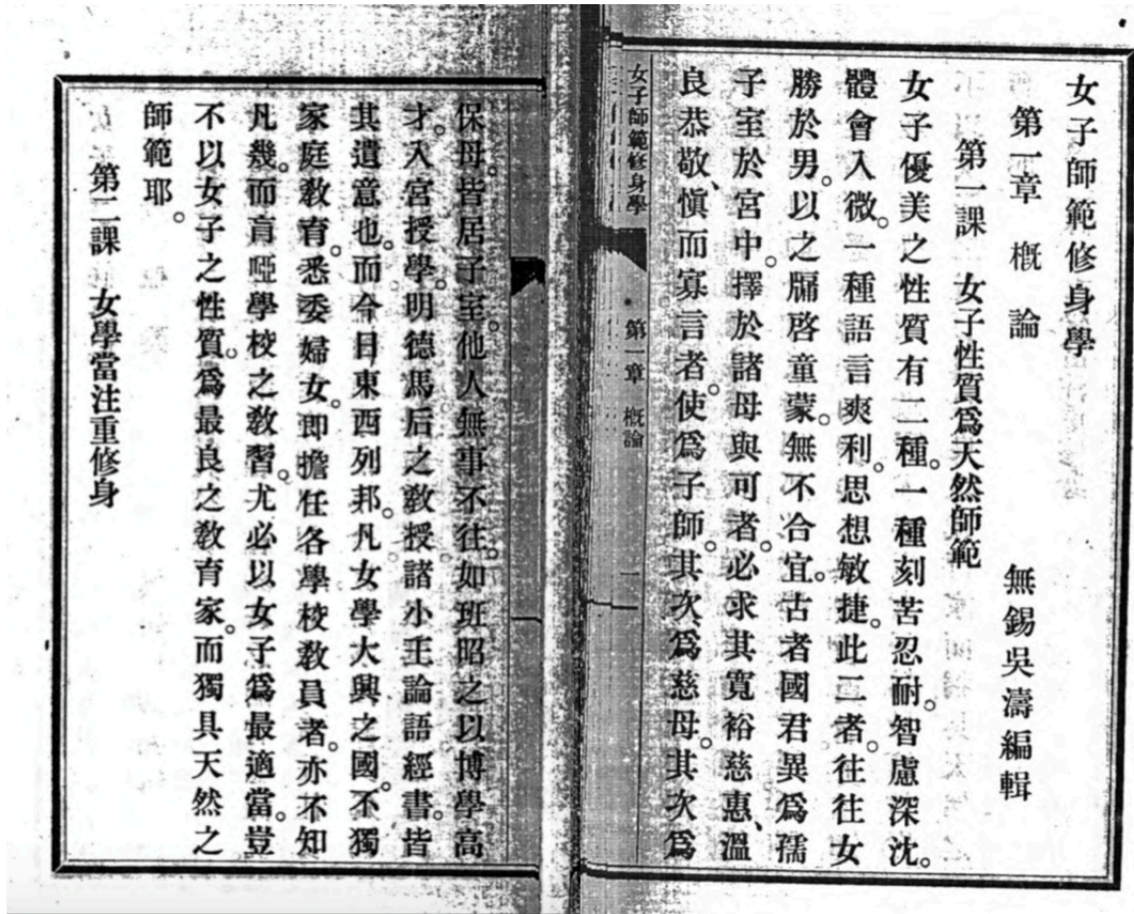 女子師範修身學
第一章　槪　論
無錫吳濤編輯
第一課　女子性質爲天然師範
女子優美之性質有二種。一種刻苦忍耐。智慮深沈。
體會入微。一種語言爽利。思想敏捷。此二者。往往女
勝於男。以之牖啓童蒙。無不合宜。古者國君異爲孺
子室於宮中。擇於諸母與可者。必求其寬裕慈惠、溫
良恭敬、愼而寡言者。使爲子師。其次、爲慈母。其次爲
女子師範修身學
第一章　槪論
一
保母。皆居子室。他人無事不往。如班昭之以博學高
才。入宮授學。明德馬后之敎授。諸小王論語經書。皆
其遺意也。而今日東西列邦。凡女學大興之國。不獨
家庭敎育。悉委婦女。即擔任各學校敎員者。亦不知
凡幾。而盲啞學校之敎習。尤必以女子爲最適當。豈
不以女子之性質。爲最良之敎育家。而獨具天然之
師範耶。
第二課　女學當注重修身